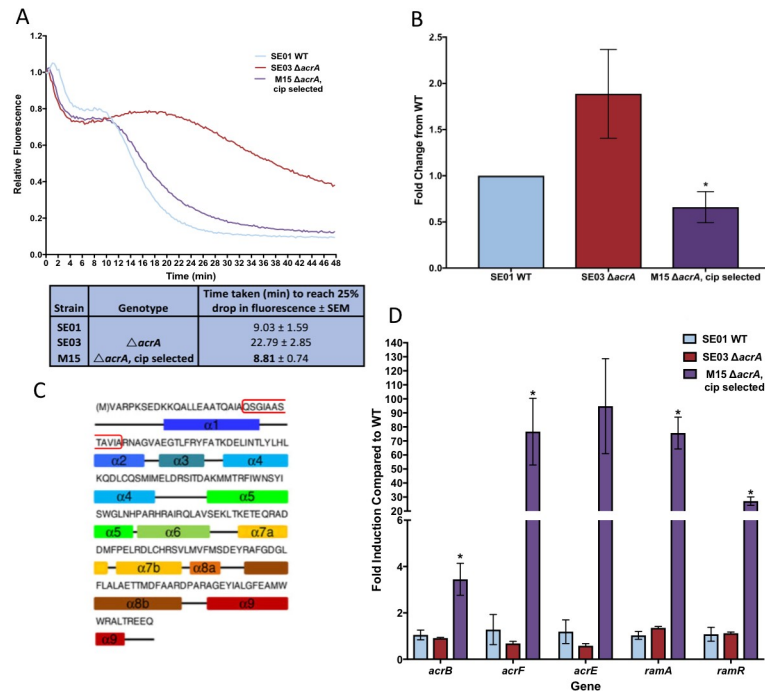 A
Relative Fluorescence
1.2
1.0
0.8
0.6
0.4
0.2
0.0
0 2 4 6 8 10 12 14 16 18 20 22 24 26 28 30 32 34 36 38 40 42 44 46 48
Time (min)
SE01 WT
SE03 ΔacrA
M15 ΔacrA,
cip selected
Strain Genotype Time taken (min) to reach 25% drop in fluorescence ± SEM
SE01 9.03 ± 1.59
SE03 △acrA 22.79 ± 2.85
M15 △acrA, cip selected 8.81 ± 0.74
B
Fold Change from WT
2.5
2.0
1.5
1.0
0.5
0.0
*
SE01 WT SE03 ΔacrA M15 ΔacrA, cip selected
C
(M)VARPKSEDKKQALLEAATQAIAQSGIAAS
α1
TAVIARNAGVAEGTLFRYFATKDELINTLYLHL
α2 α3 α4
KQDLCQSMIMELDRSITDAKMMTRFIWNSYI
α4 α5
SWGLNHPARHRAIRQLAVSEKLTKETEQRAD
α5 α6 α7a
DMFPELRDLCHRSVLMVFMSDEYRAFGDGL
α7b α8a
FLALAETTMDFAARDPARAGEYIALGFEAMW
α8b α9
WRALTREEQ
α9
D
Fold Induction Compared to WT
140
130
120
110
100
90
80
70
60
50
40
30
20
6
4
2
0
SE01 WT
SE03 ΔacrA
M15 ΔacrA,
cip selected
* * * *
acrB acrF acrE ramA ramR
Gene